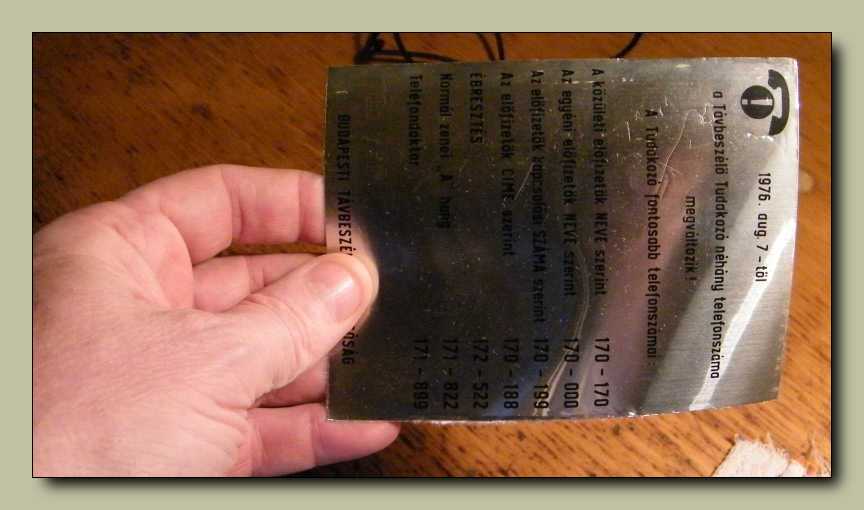 1976. aug. 7-től
a Távbeszélő Tudakozó néhány telefonszáma
megváltozik!
A Tudakozó fontosabb telefonszámai:
A közületi előfizetők NEVE szerint 170-170
Az egyéni előfizetők NEVE szerint 170-000
Az előfizetők kapcsolási SZÁMA szerint 170-199
Az előfizetők CIME szerint 170-188
ÉBRESZTÉS 172-522
Normál zenei "A" hang 171-822
Telefondoktor 171-899
BUDAPESTI